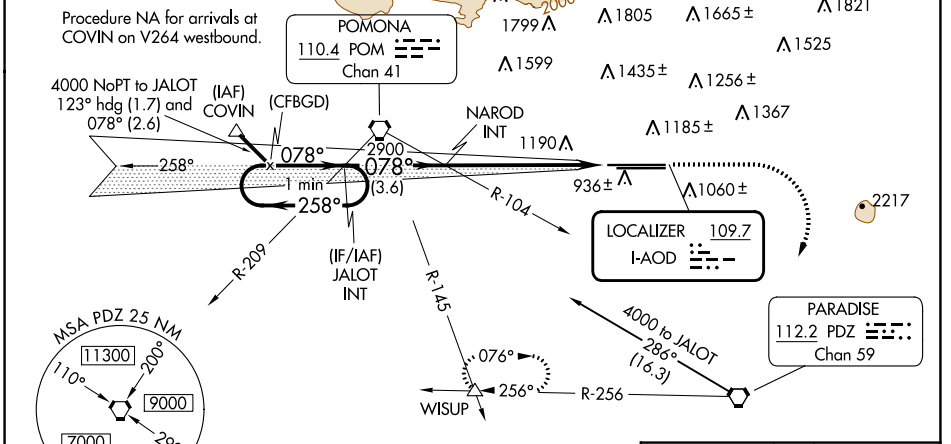 Procedure NA for arrivals at
COVIN on V264 westbound.
POMONA
110.4 POM
Chan 41
2000
1799
1805
1665±
1821
1525
1599
1435±
1256±
1367
1185±
1190
936±
1060±
2217
4000 NoPT to JALOT
123° hdg (1.7) and
078° (2.6)
(IAF)
COVIN
(CFBGD)
NAROD
INT
258°
078°
2900
078°
(3.6)
1 min
258°
R-104
R-209
(IF/IAF)
JALOT
INT
R-145
LOCALIZER 109.7
I-AOD
PARADISE
112.2 PDZ
Chan 59
4000 to JALOT
286°
(16.3)
076°
256°
R-256
WISUP
MSA PDZ 25 NM
11300
200°
110°
9000
7000